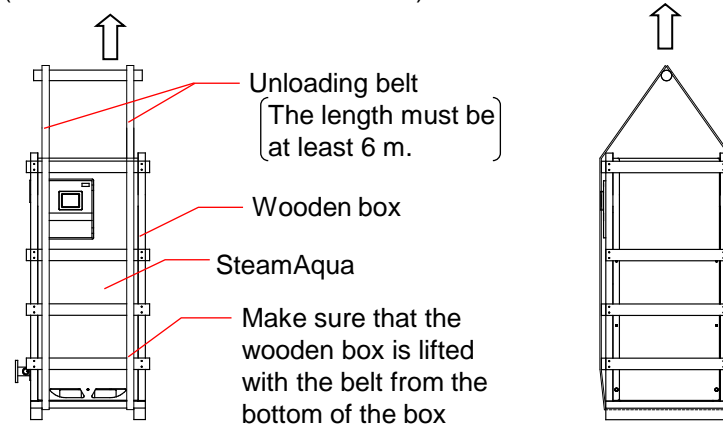 Unloading belt
The length must be
at least 6 m.
Wooden box
SteamAqua
Make sure that the
wooden box is lifted
with the belt from the
bottom of the box